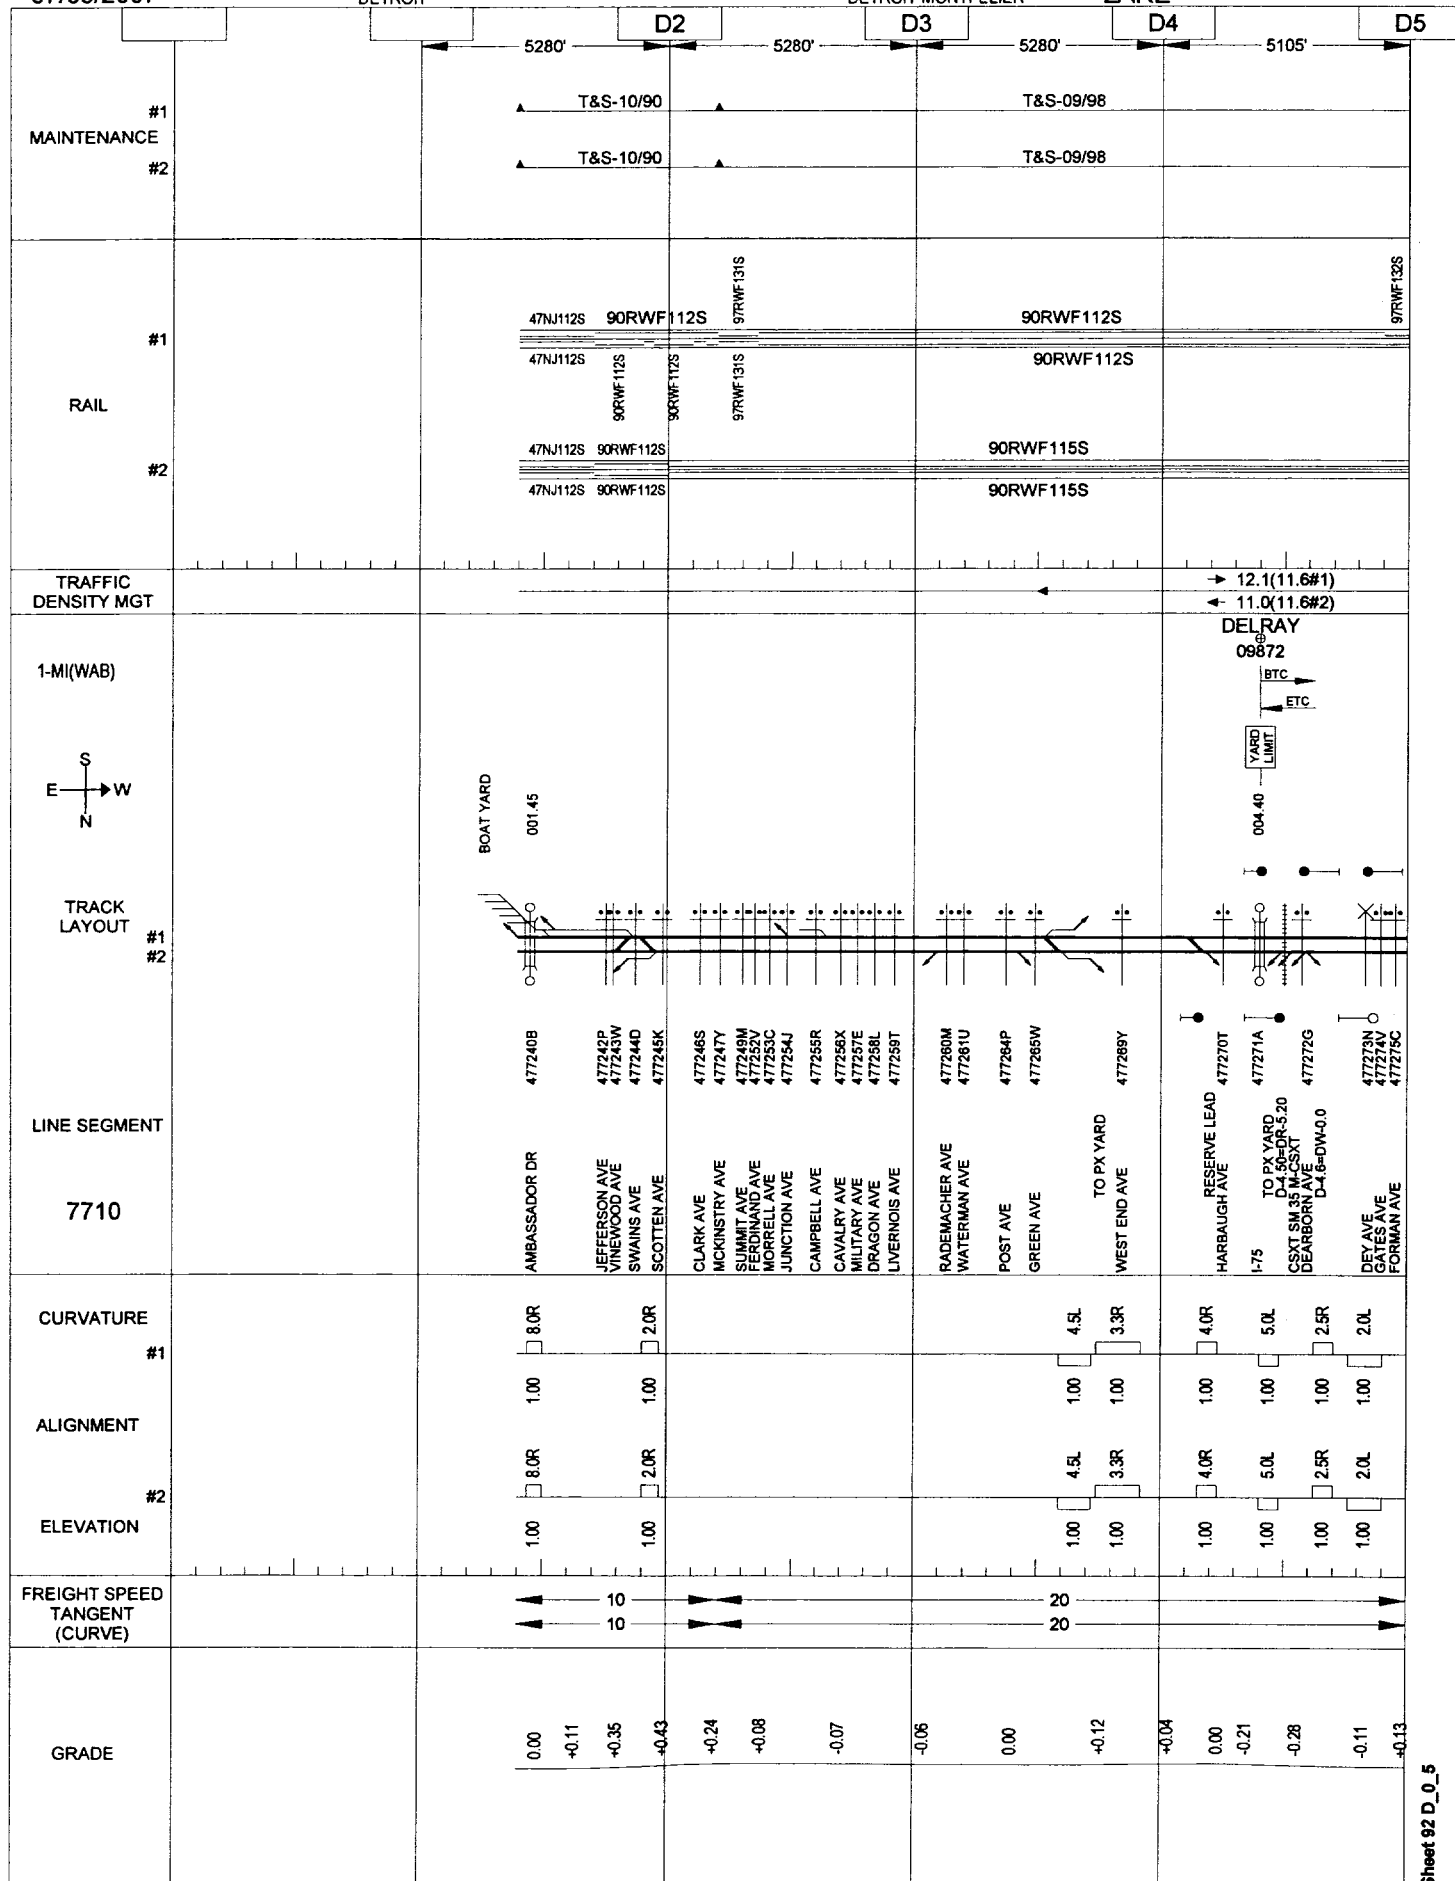 D2 D3 D4 D5
5280' 5280' 5280' 5105'
#1 T&S-10/90 T&S-09/98
MAINTENANCE
#2 T&S-10/90 T&S-09/98
97RWF131S 97RWF132S
47NJ112S 90RWF112S 90RWF112S
#1
47NJ112S 90RWF112S
90RWF112S 90RWF112S 97RWF131S
RAIL
47NJ112S 90RWF112S 90RWF115S
#2
47NJ112S 90RWF112S 90RWF115S
TRAFFIC
DENSITY MGT
12.1(11.6#1)
11.0(11.6#2)
DELRAY
09872
1-MI(WAB)
BTC
ETC
YARD
LIMIT
S
E W
N
BOAT YARD
001.45
004.40
TRACK
LAYOUT
#1
#2
477240B
477242P
477243W
477244D
477245K
477246S
477247Y
477249M
477252V
477253C
477254J
477255R
477256X
477257E
477258L
477259T
477260M
477261U
477264P
477265W
477269Y
477270T
477271A
477272G
477273N
477274V
477275C
LINE SEGMENT
7710
AMBASSADOR DR
JEFFERSON AVE
VINEWOOD AVE
SWAINS AVE
SCOTTEN AVE
CLARK AVE
MCKINSTRY AVE
SUMMIT AVE
FERDINAND AVE
MORRELL AVE
JUNCTION AVE
CAMPBELL AVE
CAVALRY AVE
MILITARY AVE
DRAGON AVE
LIVERNOIS AVE
RADEMACHER AVE
WATERMAN AVE
POST AVE
GREEN AVE
TO PX YARD
WEST END AVE
RESERVE LEAD
HARBAUGH AVE
I-75
TO PX YARD
D-4.50=DR-5.20
CSXT SM 35 M-CSXT
DEARBORN AVE
D-4.6=DW-0.0
DEY AVE
GATES AVE
FORMAN AVE
CURVATURE
#1
8.0R 2.0R 4.5L 3.3R 4.0R 5.0L 2.5R 2.0L
1.00 1.00 1.00 1.00 1.00 1.00 1.00 1.00
ALIGNMENT
8.0R 2.0R 4.5L 3.3R 4.0R 5.0L 2.5R 2.0L
#2
ELEVATION
1.00 1.00 1.00 1.00 1.00 1.00 1.00 1.00
FREIGHT SPEED
TANGENT
(CURVE)
10 20
10 20
GRADE
0.00 +0.11 +0.35 +0.43 +0.24 +0.08 -0.07 -0.06 0.00 +0.12 +0.04 0.00 -0.21 -0.28 -0.11 +0.13
Sheet 92 D_0_5